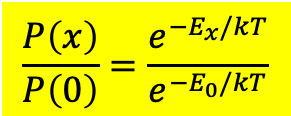 P(x)/P(0) = e^{-E_x/kT}/e^{-E_0/kT}